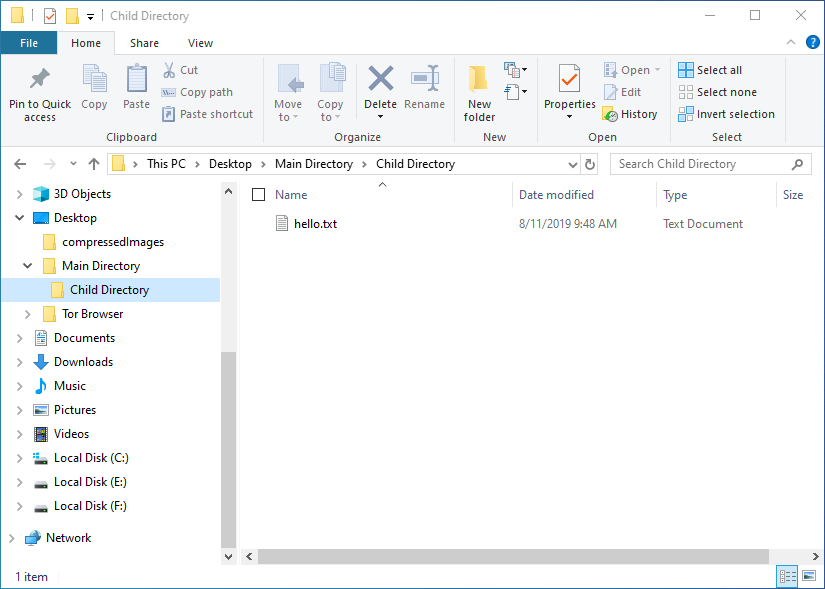 Child Directory
File Home Share View
Pin to Quick access
Copy
Paste
Cut
Copy path
Paste shortcut
Clipboard
Move to
Copy to
Delete
Rename
Organize
New folder
New
Properties
Open
Edit
History
Open
Select all
Select none
Invert selection
Select
This PC Desktop Main Directory Child Directory
Search Child Directory
3D Objects
Desktop
compressedImages
Main Directory
Child Directory
Tor Browser
Documents
Downloads
Music
Pictures
Videos
Local Disk (C:)
Local Disk (E:)
Local Disk (F:)
Network
Name Date modified Type Size
hello.txt 8/11/2019 9:48 AM Text Document
1 item